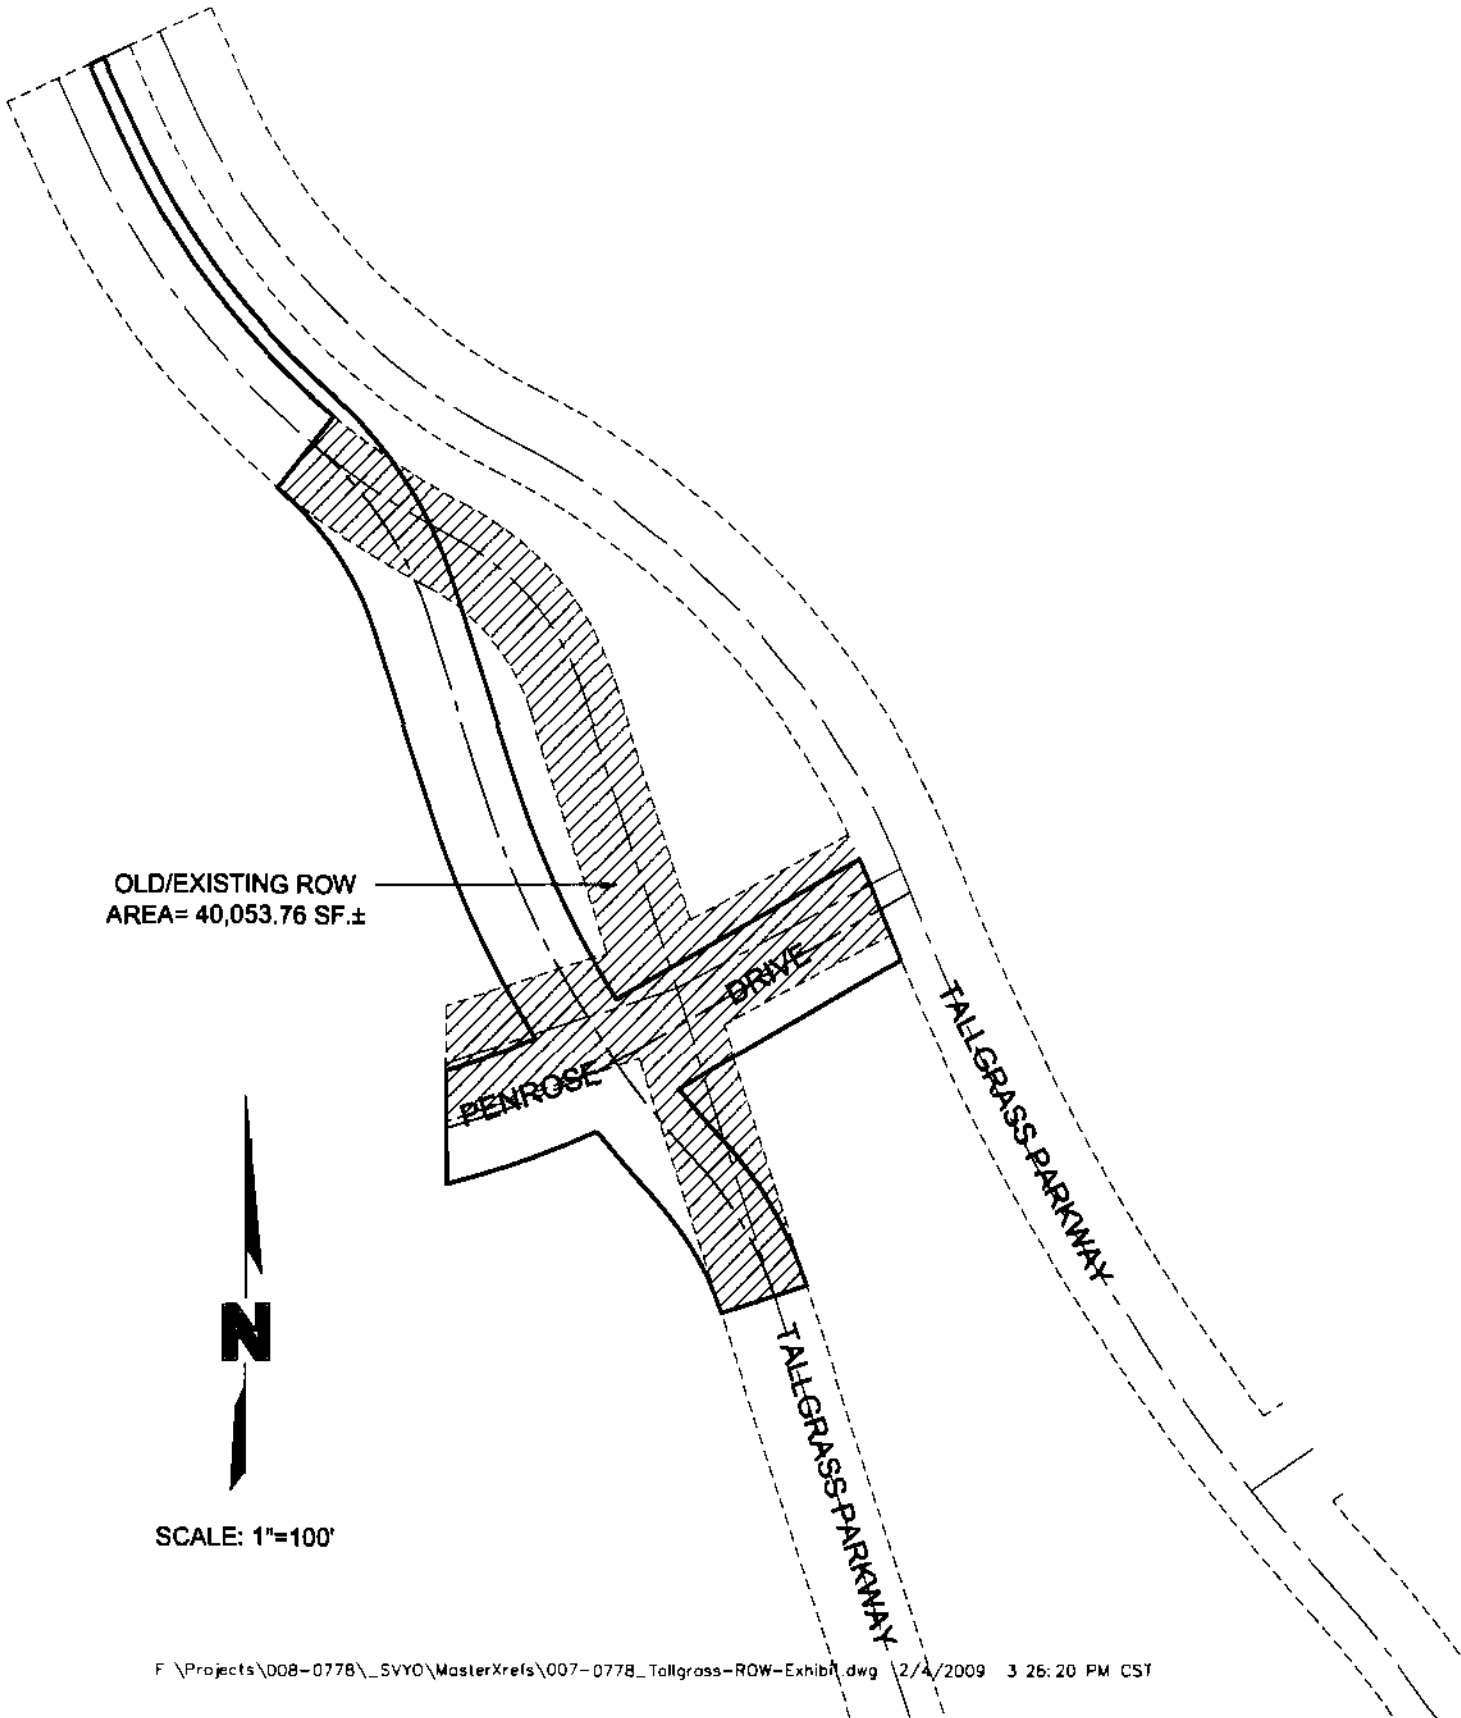 OLD/EXISTING ROW
AREA= 40,053.76 SF.±
DRIVE
PENROSE
TALLGRASS PARKWAY
N
TALLGRASS PARKWAY
SCALE: 1"=100'
F \Projects\008-0778\_SVYO\MasterXrefs\007-0778_Tallgrass-ROW-Exhibit.dwg 2/4/2009 3 26:20 PM CST